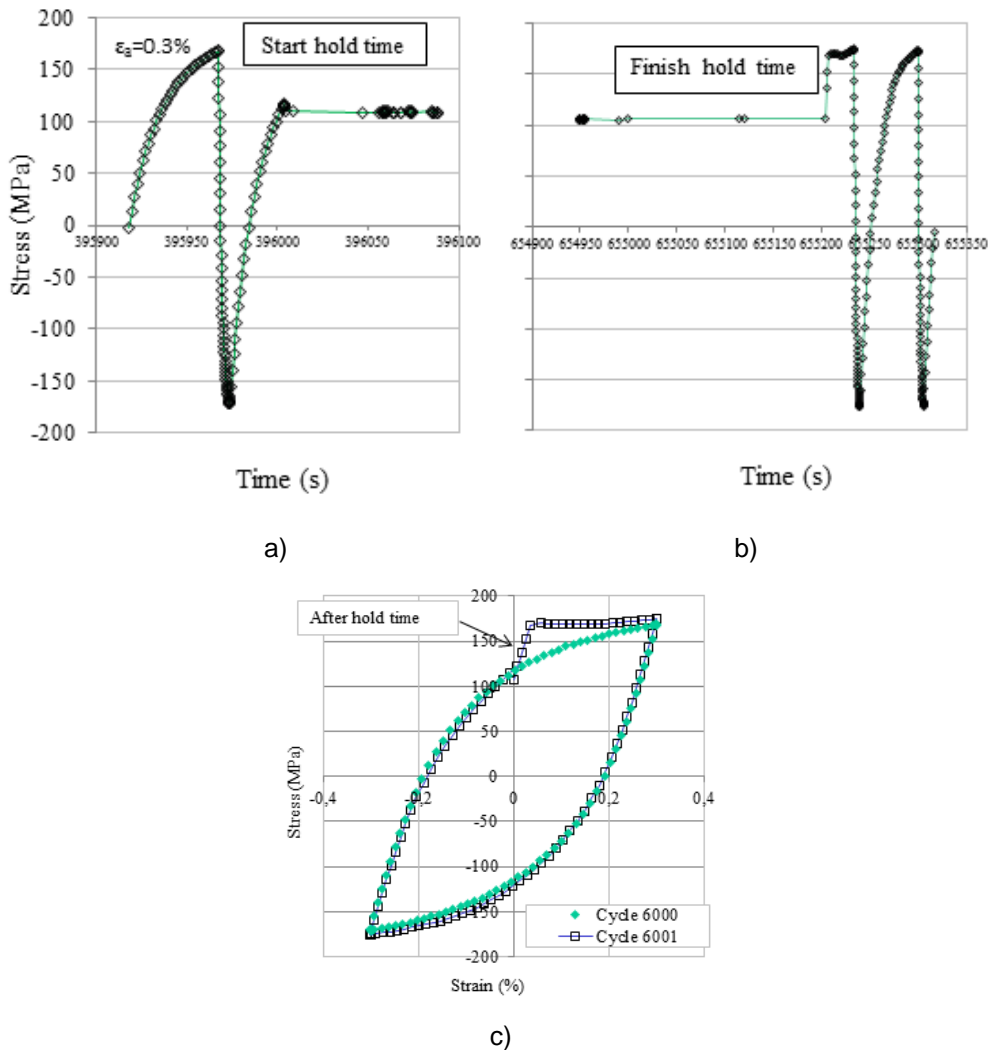 200
150
100
50
0
-50
-100
-150
-200
εa=0.3%
Start hold time
395900
395950
396000
396050
396100
Stress (MPa)
Time (s)
a)
Finish hold time
654900
654950
655000
655050
655100
655150
655200
655350
Time (s)
b)
200
150
100
50
0
-50
-100
-150
-200
After hold time
-0,4
-0,2
0
0,2
0,4
Stress (MPa)
Cycle 6000
Cycle 6001
Strain (%)
c)